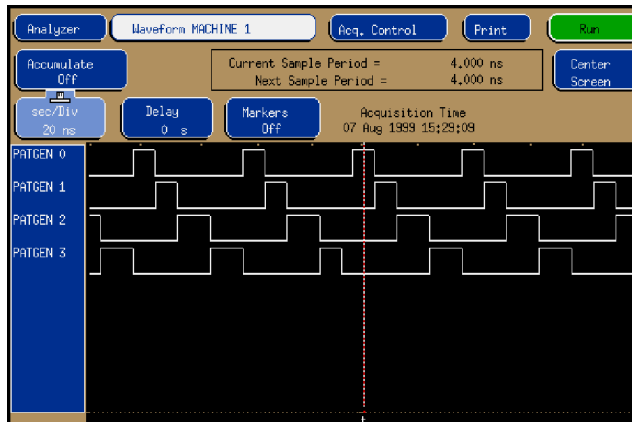 Analyzer
Waveform MACHINE 1
Acq. Control
Print
Run
Accumulate
Off
Current Sample Period = 4.000 ns
Next Sample Period = 4.000 ns
Center
Screen
sec/Div
20 ns
Delay
0 s
Markers
Off
Acquisition Time
07 Aug 1999 15:29:09
PATGEN 0
PATGEN 1
PATGEN 2
PATGEN 3